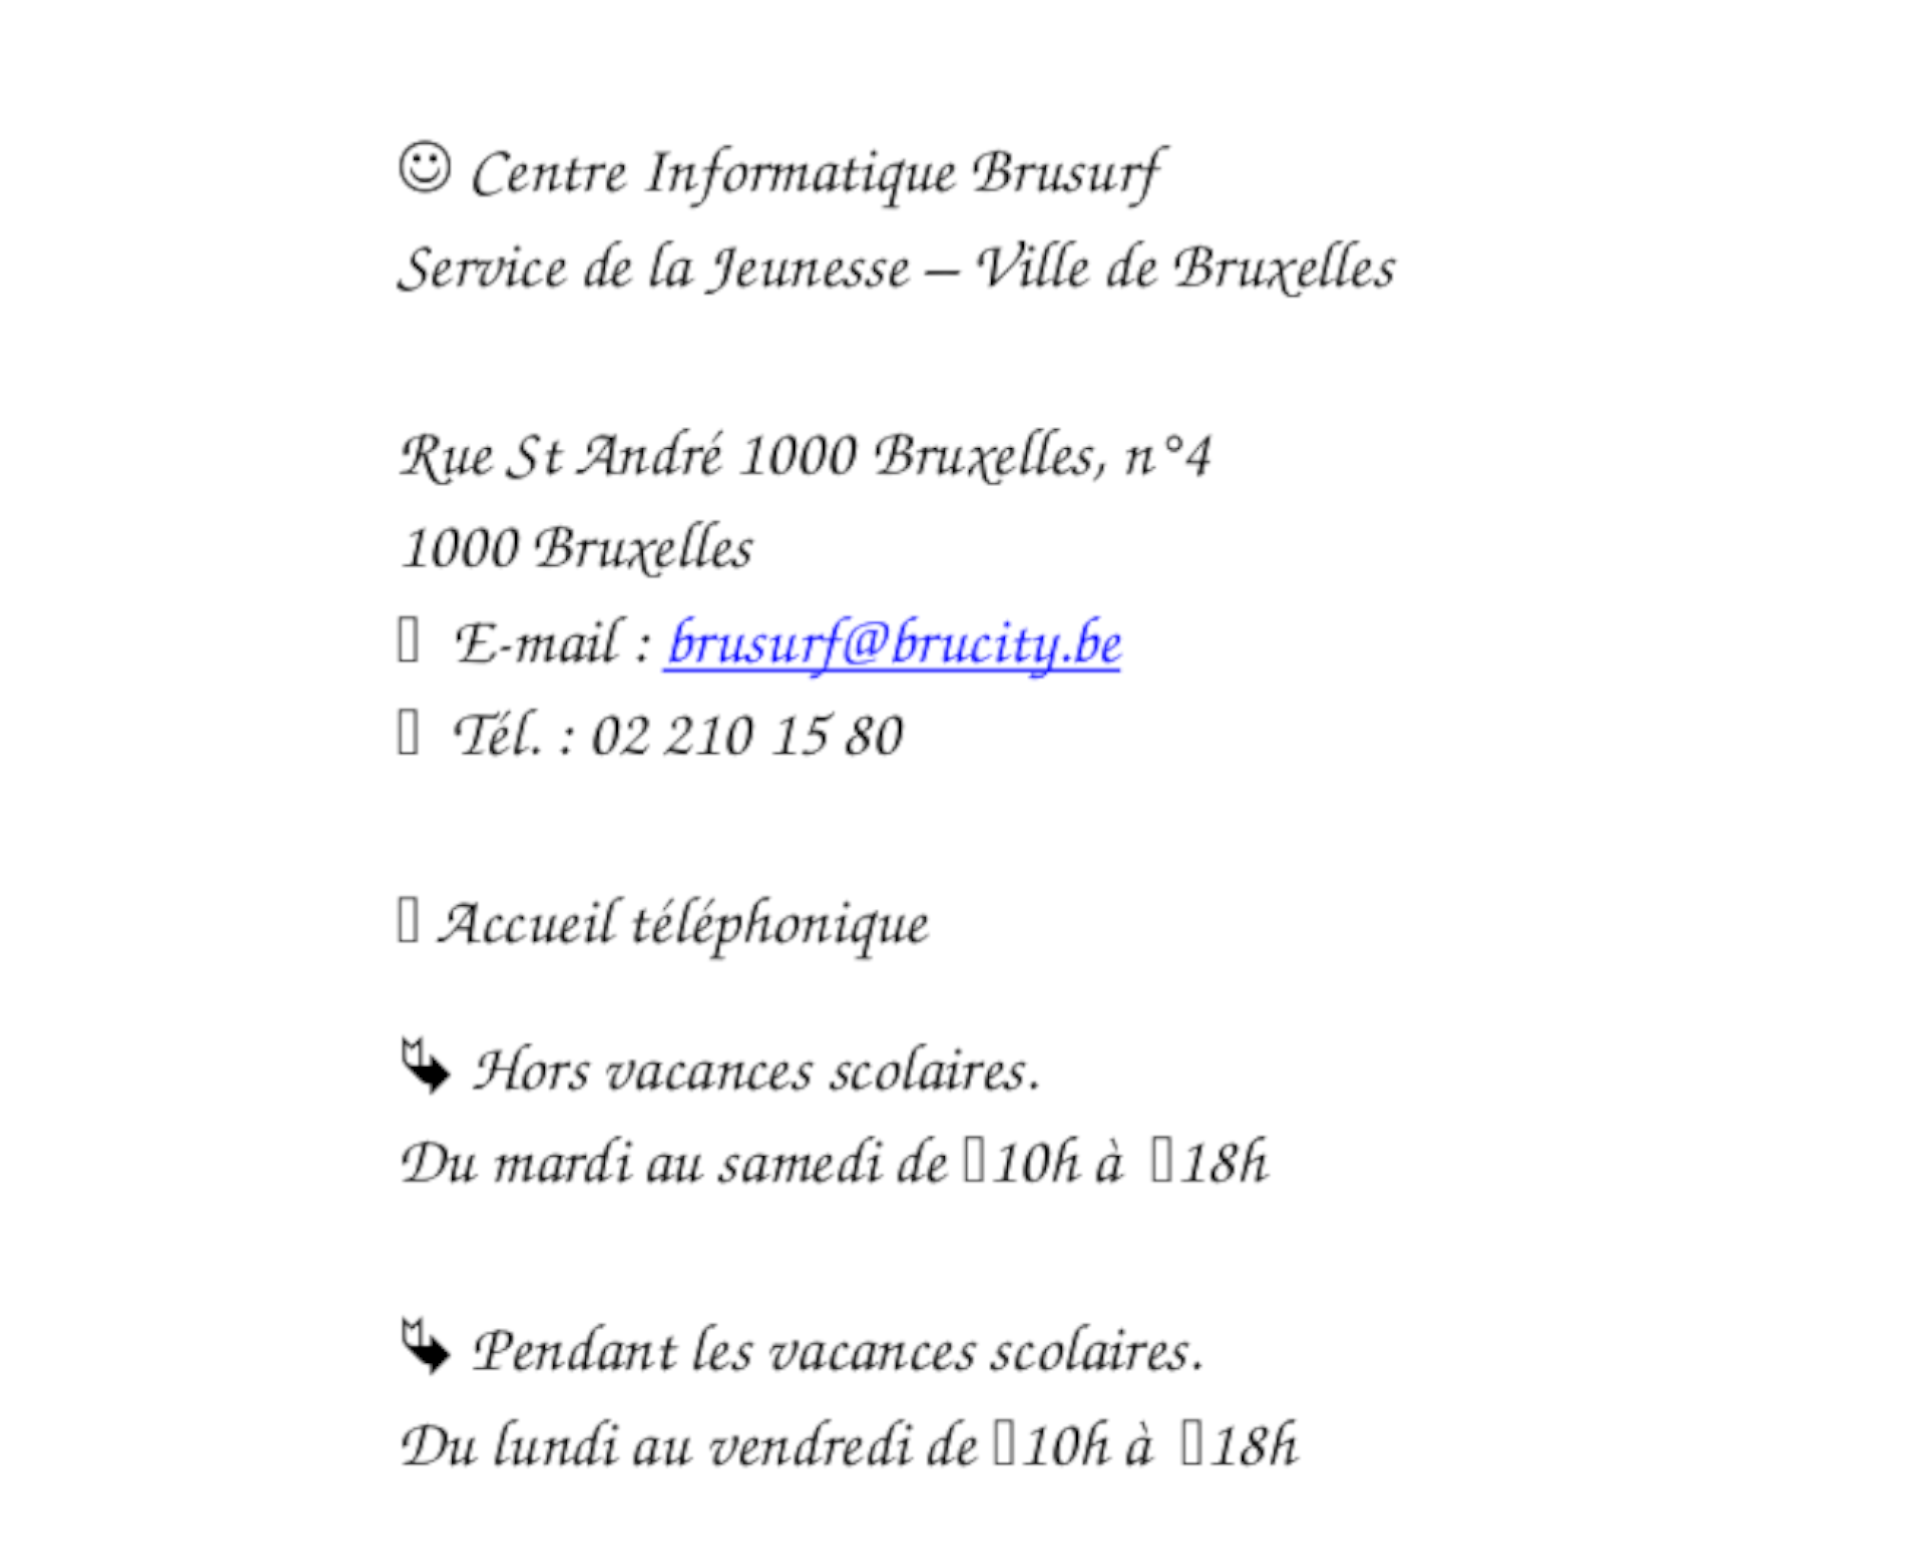 ☺ Centre Informatique Brusurf
Service de la Jeunesse – Ville de Bruxelles
Rue St André 1000 Bruxelles, n°4
1000 Bruxelles
▯ E-mail : brusurf@brucity.be
▯ Tél. : 02 210 15 80
▯ Accueil téléphonique
⮡ Hors vacances scolaires.
Du mardi au samedi de ▯10h à ▯18h
⮡ Pendant les vacances scolaires.
Du lundi au vendredi de ▯10h à ▯18h